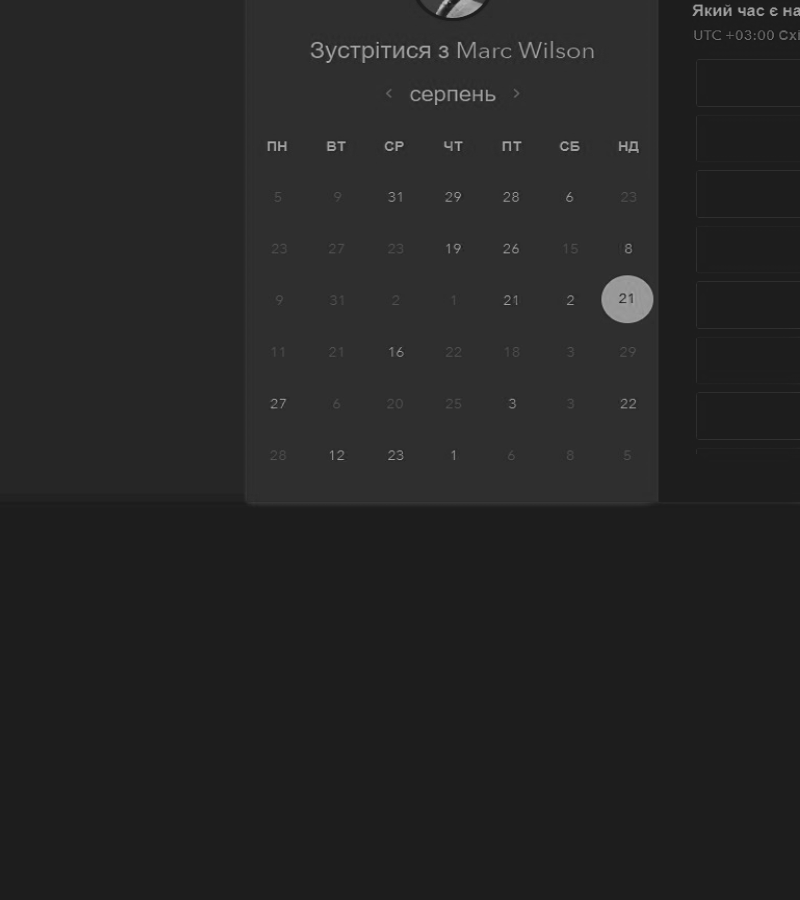 Зустрітися з Marc Wilson
< серпень >
ПН ВТ СР ЧТ ПТ СБ НД
5 9 31 29 28 6 23
23 27 23 19 26 15 8
9 31 2 1 21 2 21
11 21 16 22 18 3 29
27 6 20 25 3 3 22
28 12 23 1 6 8 5
Який час є
UTC +03:00